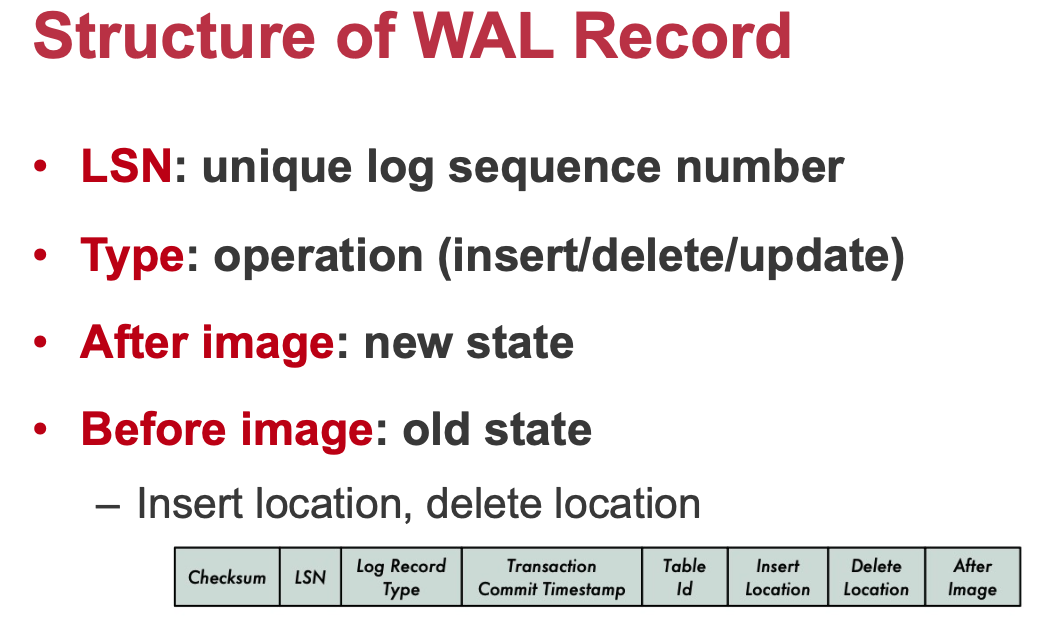 Structure of WAL Record
• LSN: unique log sequence number
• Type: operation (insert/delete/update)
• After image: new state
• Before image: old state
– Insert location, delete location
Checksum
LSN
Log Record
Type
Transaction
Commit Timestamp
Table
Id
Insert
Location
Delete
Location
After
Image